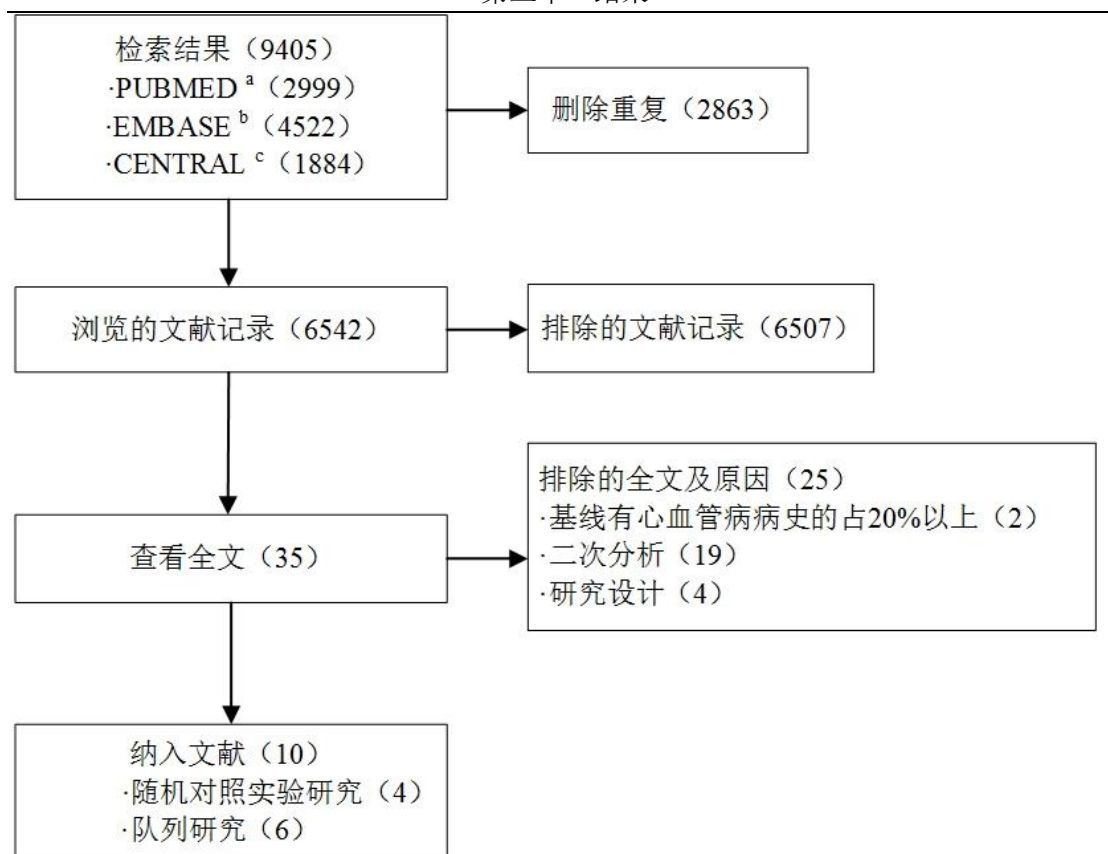 检索结果（9405）
·PUBMED a（2999）
·EMBASE b（4522）
·CENTRAL c（1884）
删除重复（2863）
浏览的文献记录（6542）
排除的文献记录（6507）
查看全文（35）
排除的全文及原因（25）
·基线有心血管病病史的占20%以上（2）
·二次分析（19）
·研究设计（4）
纳入文献（10）
·随机对照实验研究（4）
·队列研究（6）